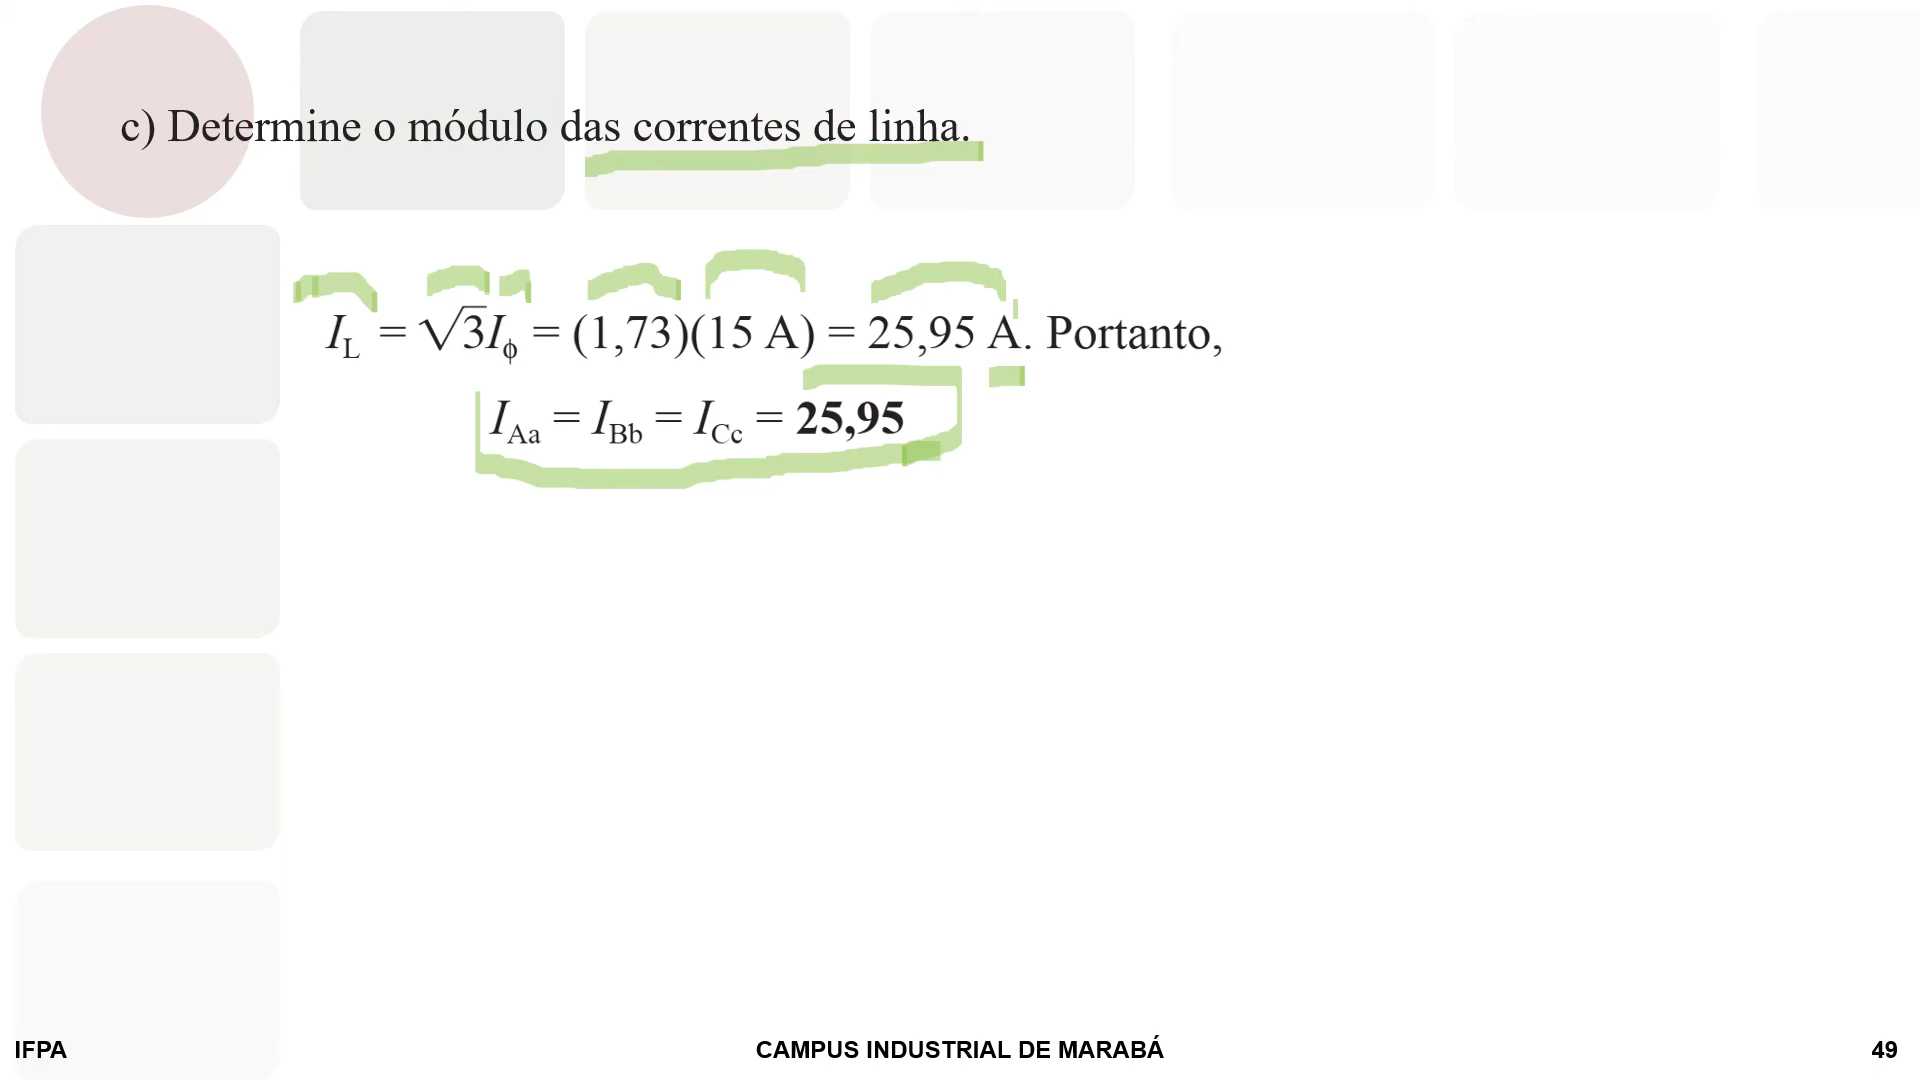 c) Determine o módulo das correntes de linha.
I_L = √3I_ϕ = (1,73)(15 A) = 25,95 A. Portanto,
I_Aa = I_Bb = I_Cc = 25,95
IFPA CAMPUS INDUSTRIAL DE MARABÁ 49